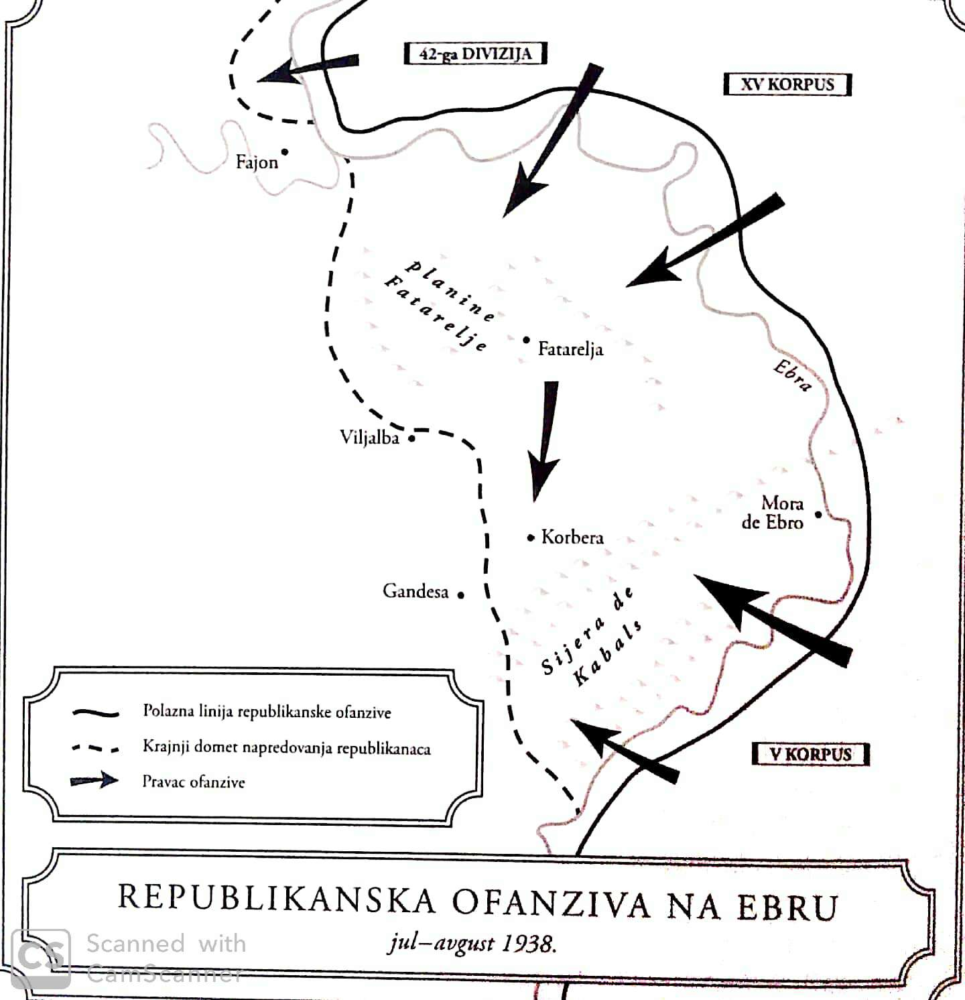 42-ga DIVIZIJA
XV KORPUS
Fajon
planine
Fatarelje
Fatarelja
Ebra
Viljalba
Mora
de Ebro
Korbera
Gandesa
Sijera de
Kabals
Polazna linija republikanske ofanzive
Krajnji domet napredovanja republikanaca
Pravac ofanzive
V KORPUS
REPUBLIKANSKA OFANZIVA NA EBRU
jul–avgust 1938.
CS
Scanned with
CamScanner